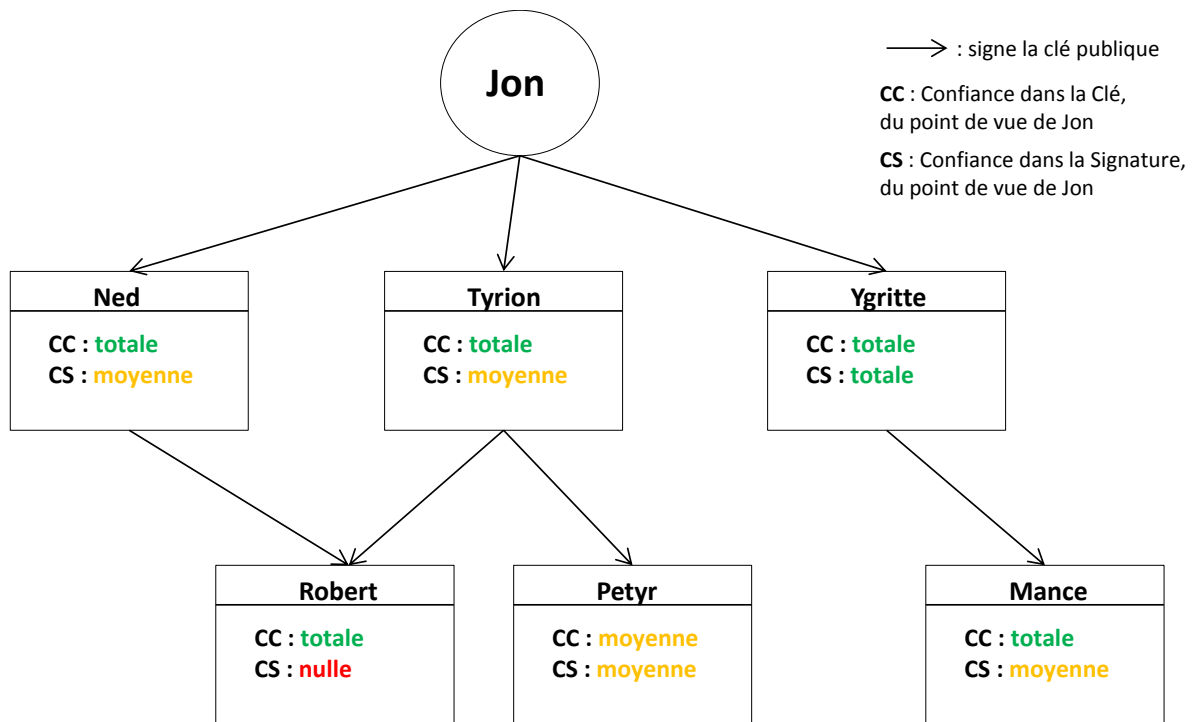 Jon
: signe la clé publique
CC : Confiance dans la Clé,
du point de vue de Jon
CS : Confiance dans la Signature,
du point de vue de Jon
Ned
CC : totale
CS : moyenne
Tyrion
CC : totale
CS : moyenne
Ygritte
CC : totale
CS : totale
Robert
CC : totale
CS : nulle
Petyr
CC : moyenne
CS : moyenne
Mance
CC : totale
CS : moyenne